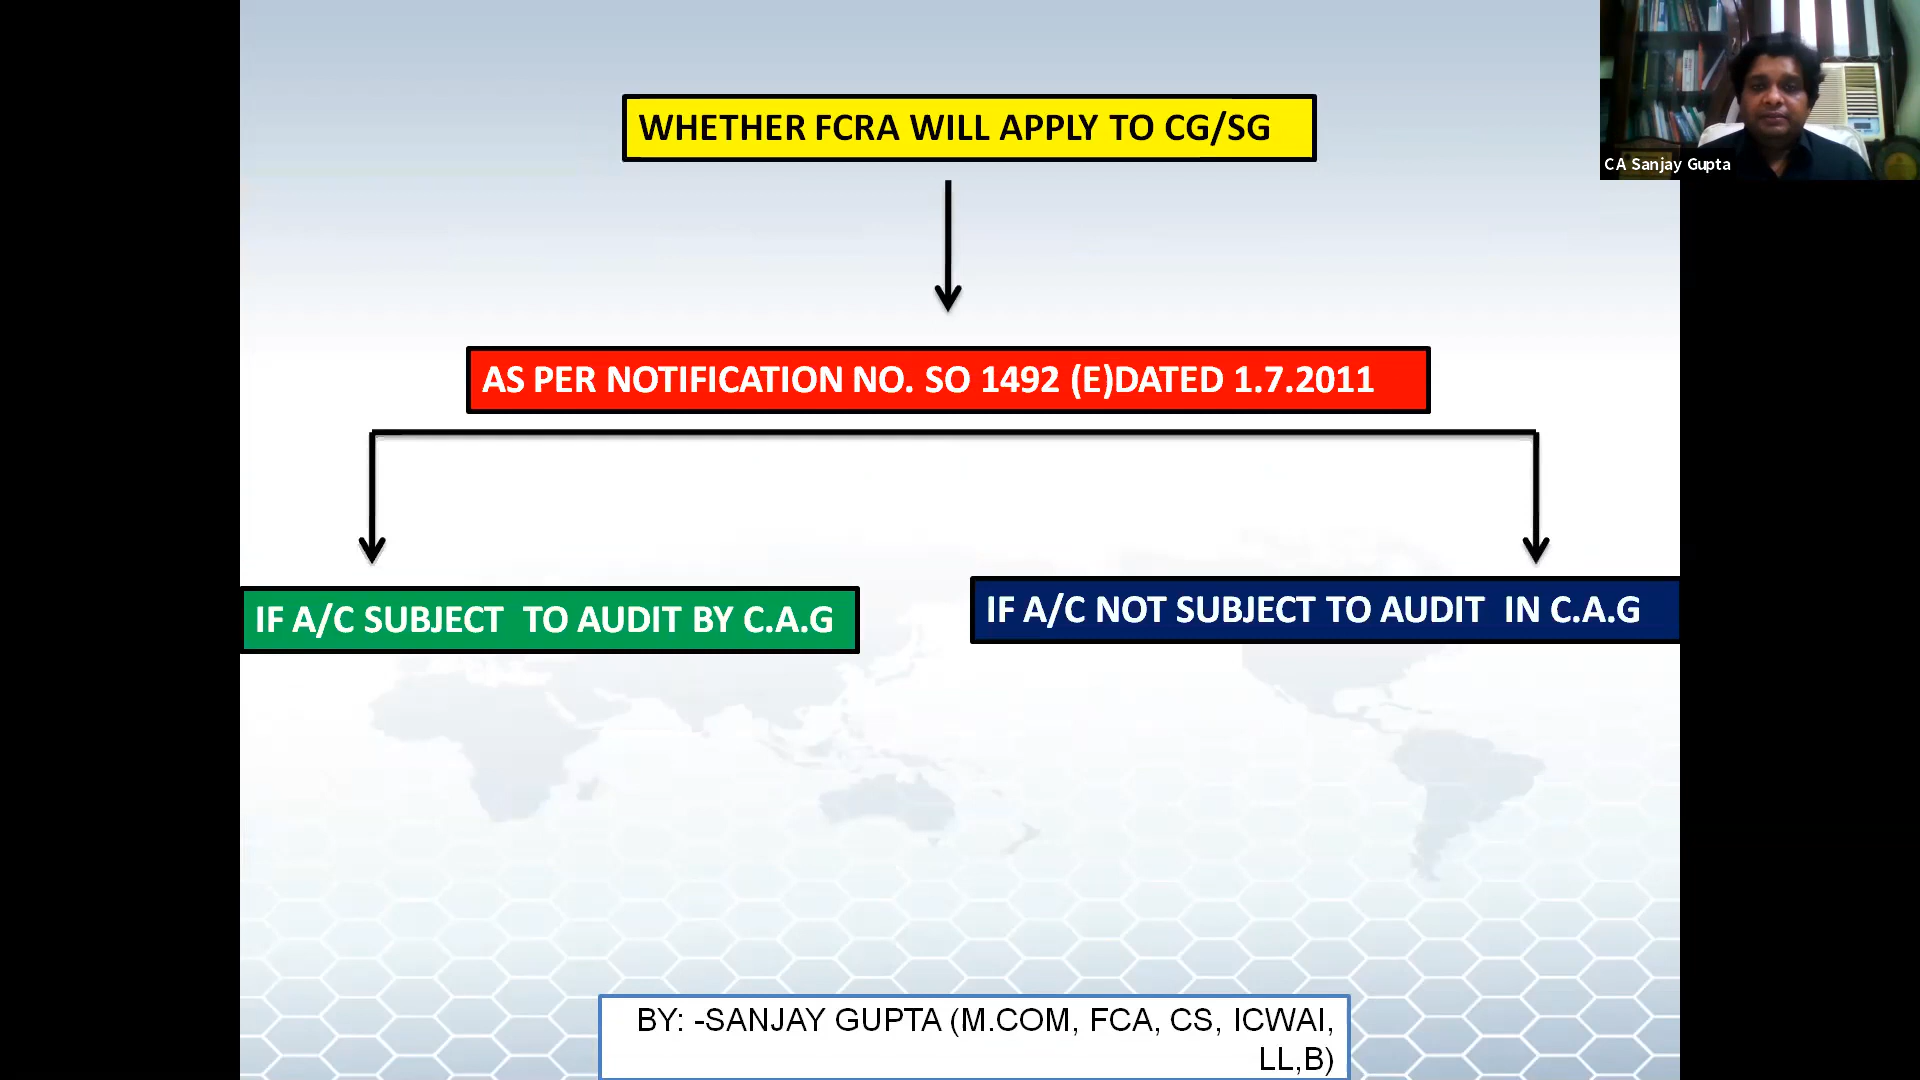 WHETHER FCRA WILL APPLY TO CG/SG
CA Sanjay Gupta
AS PER NOTIFICATION NO. SO 1492 (E)DATED 1.7.2011
IF A/C SUBJECT TO AUDIT BY C.A.G
IF A/C NOT SUBJECT TO AUDIT IN C.A.G
BY: -SANJAY GUPTA (M.COM, FCA, CS, ICWAI,
LL,B)